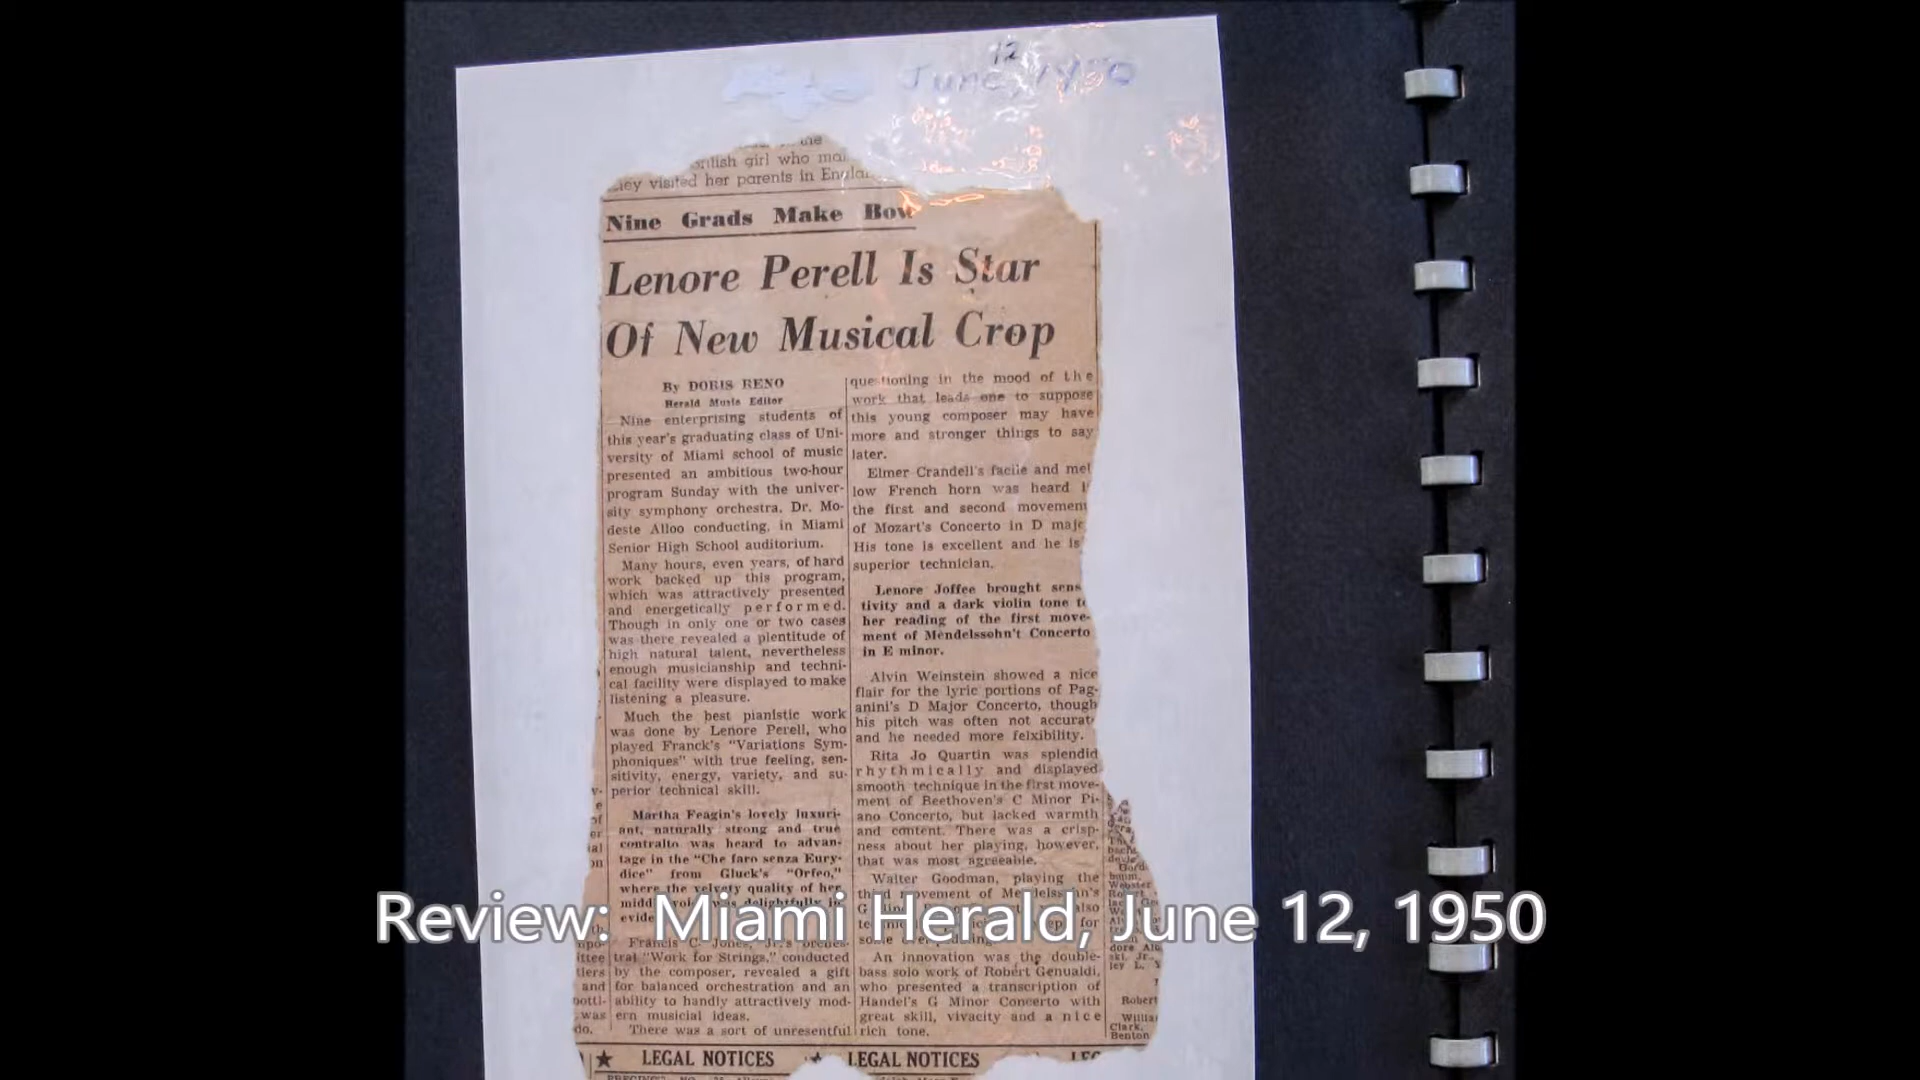 12
June, 1950
the
girl who
visited her parents in
Nine Grads Make Bow
Lenore Perell Is Star
Of New Musical Crop
By DORIS RENO
Herald Music Editor
Nine enterprising students of
this year's graduating class of Uni-
versity of Miami school of music
presented an ambitious two-hour
program Sunday with the univer-
sity symphony orchestra, Dr. Mo-
deste Alloo conducting, in Miami
Senior High School auditorium.
Many hours, even years, of hard
work backed up this program,
which was attractively presented
and energetically performed.
Though in only one or two cases
was there revealed a plentitude of
high natural talent, nevertheless
enough musicianship and techni-
cal facility were displayed to make
listening a pleasure.
Much the best pianistic work
was done by Lenore Perell, who
played Franck's "Variations Sym-
phoniques" with true feeling, sen-
sitivity, energy, variety, and su-
perior technical skill.
Martha Feagin's lovely luxuri-
ant, naturally strong and true
contralto was heard to advan-
tage in the "Che faro senza Eury-
dice" from Gluck's "Orfeo,"
where the velvety quality of her
was delightfully in
Francis C. Jones, Jr.'s orches-
tral "Work for Strings," conducted
by the composer, revealed a gift
for balanced orchestration and an
ability to handly attractively mod-
ern musicial ideas.
There was a sort of unresentful
questioning in the mood of the
work that leads one to suppose
this young composer may have
more and stronger things to say
later.
Elmer Crandell's facile and mel
low French horn was heard i
the first and second movement
of Mozart's Concerto in D majo
His tone is excellent and he is
superior technician.
Lenore Joffee brought sens
tivity and a dark violin tone t
her reading of the first move-
ment of Mendelssohn't Concerto
in E minor.
Alvin Weinstein showed a nice
flair for the lyric portions of Pag-
anini's D Major Concerto, though
his pitch was often not accurat
and he needed more felxibility.
Rita Jo Quartin was splendid
rhythmically and displayed
smooth technique in the first move-
ment of Beethoven's C Minor Pi-
ano Concerto, but lacked warmth
and content. There was a crisp-
ness about her playing, however,
that was most agreeable.
Walter Goodman, playing the
third movement of Mendelssohn's
also
for
An innovation was the double-
bass solo work of Robert Genualdi,
who presented a transcription of
Handel's G Minor Concerto with
great skill, vivacity and a nice
rich tone.
Webster
Robert
Willia
Clark,
Benton
LEGAL NOTICES
LEGAL NOTICES
Review: Miami Herald, June 12, 1950